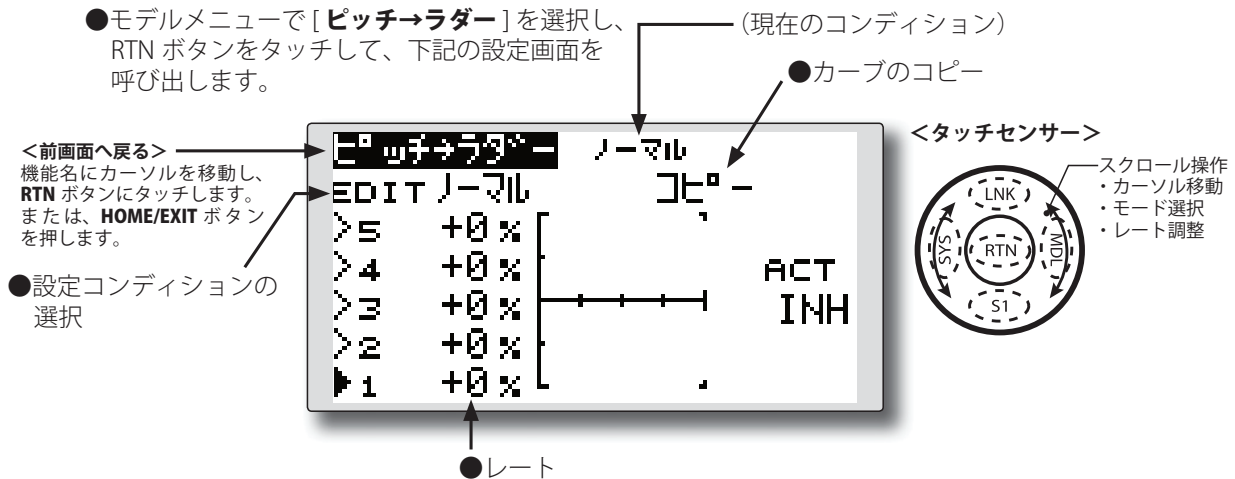 ●モデルメニューで [ ピッチ→ラダー ] を選択し、
RTN ボタンをタッチして、下記の設定画面を
呼び出します。
（現在のコンディション）
●カーブのコピー
＜前画面へ戻る＞
機能名にカーソルを移動し、
RTN ボタンにタッチします。
または、HOME/EXIT ボタン
を押します。
●設定コンディションの
選択
ピッチ→ラダー ノーマル
EDIT ノーマル コピー
>5 +0%
>4 +0%
>3 +0%
>2 +0%
▶1 +0%
ACT
INH
●レート
＜タッチセンサー＞
LNK
SYS
RTN
MDL
S1
スクロール操作
・カーソル移動
・モード選択
・レート調整